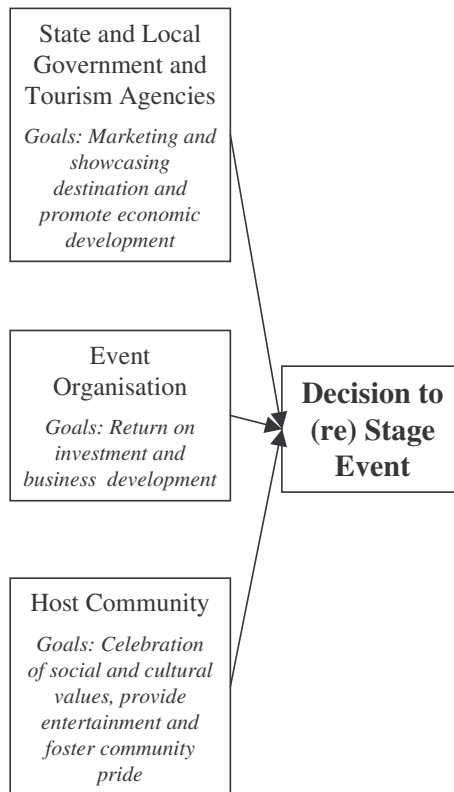 State and Local
Government and
Tourism Agencies
Goals: Marketing and
showcasing
destination and
promote economic
development
Event
Organisation
Goals: Return on
investment and
business development
Decision to
(re) Stage
Event
Host Community
Goals: Celebration
of social and cultural
values, provide
entertainment and
foster community
pride